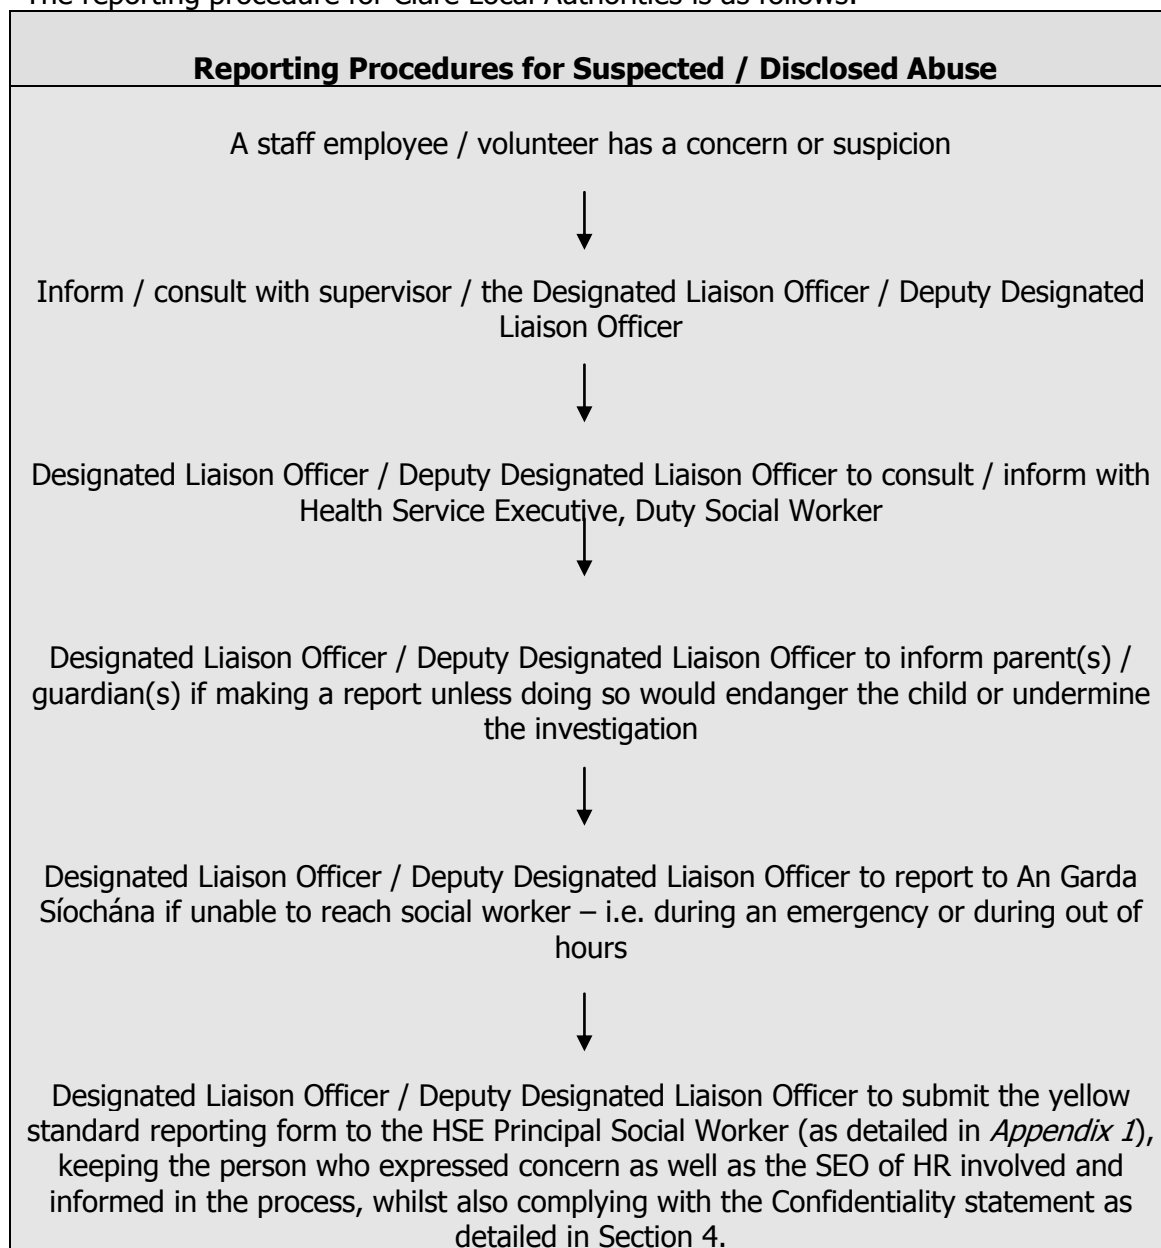 The reporting procedure for Clare Local Authorities is as follows:
Reporting Procedures for Suspected / Disclosed Abuse
A staff employee / volunteer has a concern or suspicion
Inform / consult with supervisor / the Designated Liaison Officer / Deputy Designated
Liaison Officer
Designated Liaison Officer / Deputy Designated Liaison Officer to consult / inform with
Health Service Executive, Duty Social Worker
Designated Liaison Officer / Deputy Designated Liaison Officer to inform parent(s) /
guardian(s) if making a report unless doing so would endanger the child or undermine
the investigation
Designated Liaison Officer / Deputy Designated Liaison Officer to report to An Garda
Síochána if unable to reach social worker – i.e. during an emergency or during out of
hours
Designated Liaison Officer / Deputy Designated Liaison Officer to submit the yellow
standard reporting form to the HSE Principal Social Worker (as detailed in Appendix 1),
keeping the person who expressed concern as well as the SEO of HR involved and
informed in the process, whilst also complying with the Confidentiality statement as
detailed in Section 4.